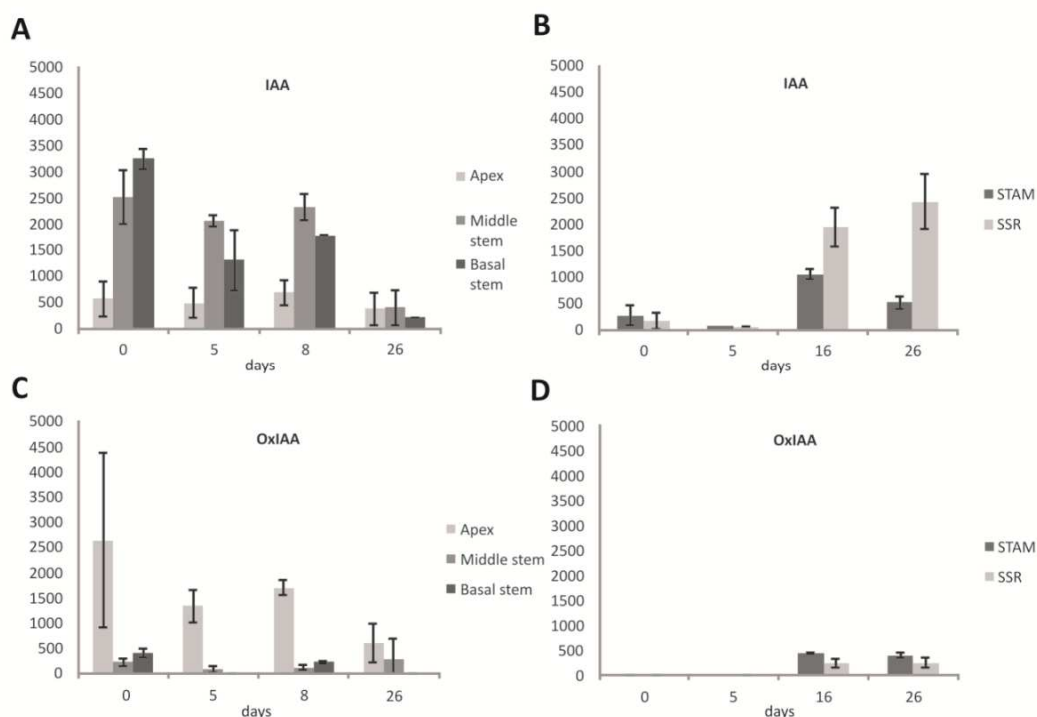 A
IAA
5000
4500
4000
3500
3000
2500
2000
1500
1000
500
0
0 5 8 26
days
Apex
Middle
stem
Basal
stem
B
IAA
5000
4500
4000
3500
3000
2500
2000
1500
1000
500
0
0 5 16 26
days
STAM
SSR
C
OxIAA
5000
4500
4000
3500
3000
2500
2000
1500
1000
500
0
0 5 8 26
days
Apex
Middle stem
Basal stem
D
OxIAA
5000
4500
4000
3500
3000
2500
2000
1500
1000
500
0
0 5 16 26
days
STAM
SSR